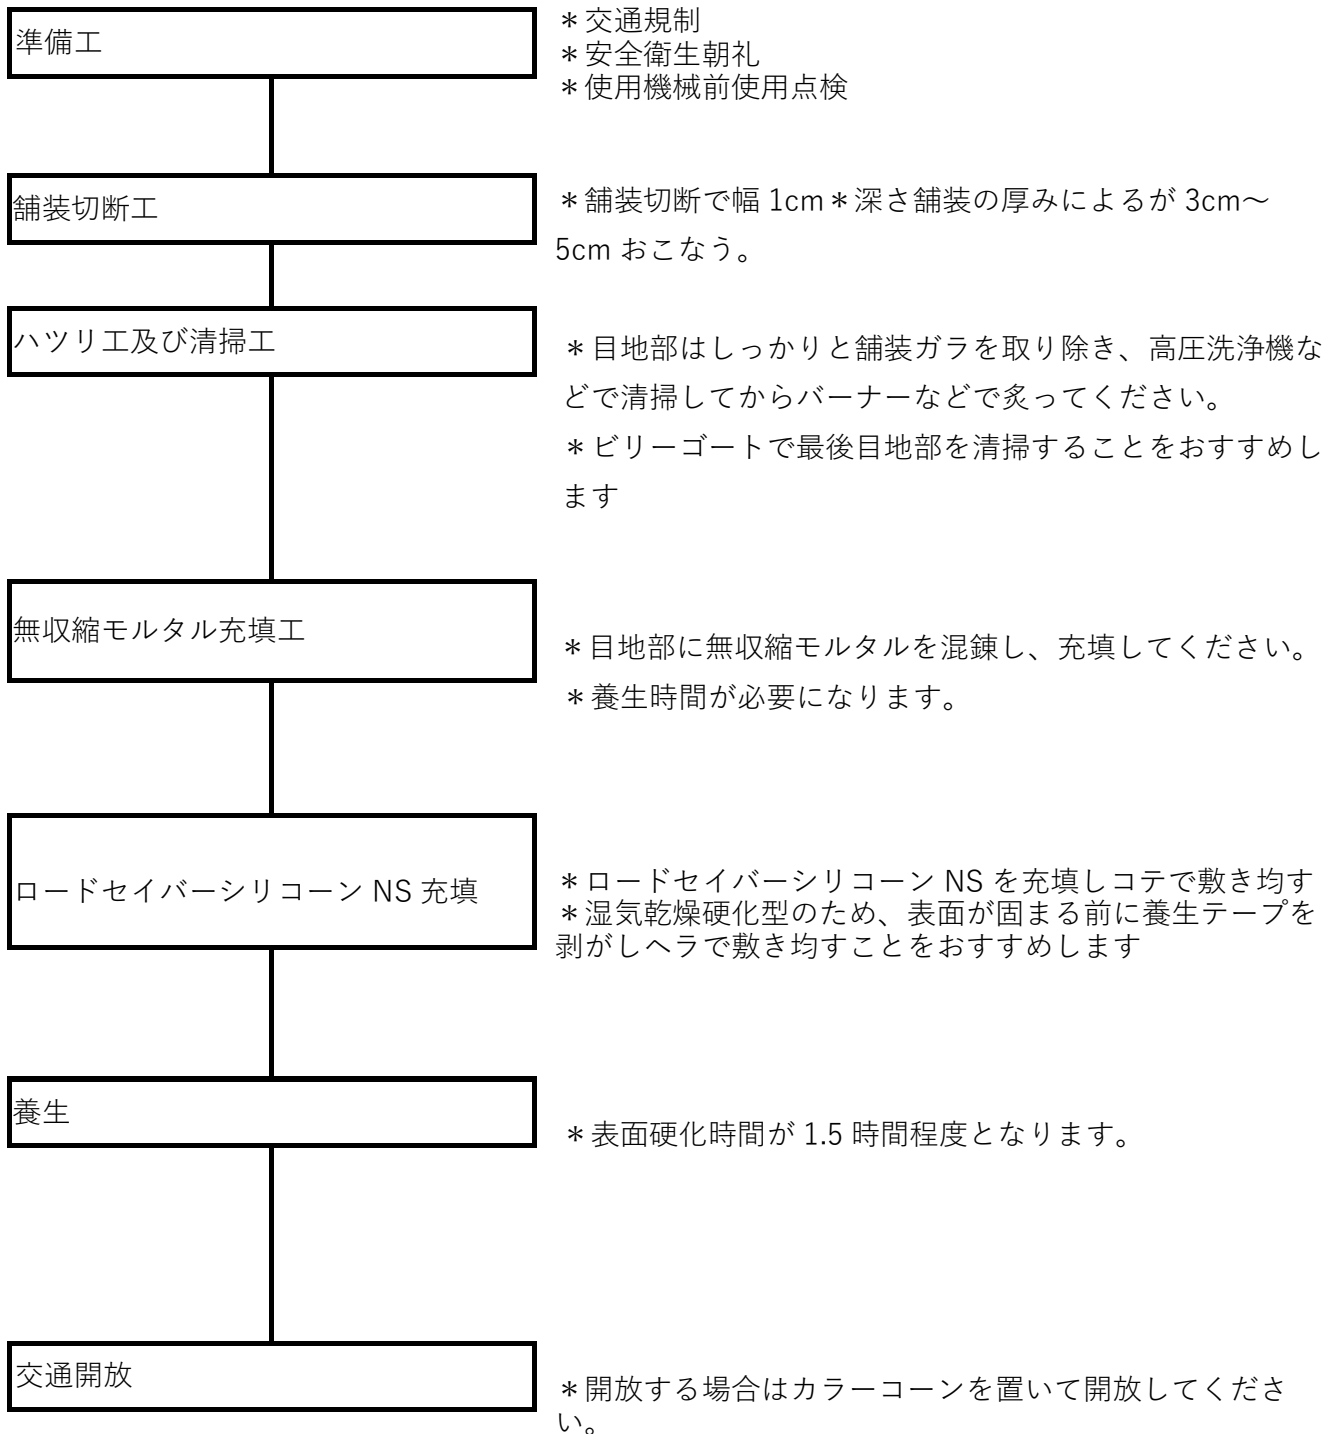 準備工
＊交通規制
＊安全衛生朝礼
＊使用機械前使用点検
舗装切断工
＊舗装切断で幅 1cm＊深さ舗装の厚みによるが 3cm～
5cm おこなう。
ハツリ工及び清掃工
＊目地部はしっかりと舗装ガラを取り除き、高圧洗浄機な
どで清掃してからバーナーなどで炙ってください。
＊ビリーゴートで最後目地部を清掃することをおすすめし
ます
無収縮モルタル充填工
＊目地部に無収縮モルタルを混錬し、充填してください。
＊養生時間が必要になります。
ロードセイバーシリコーン NS 充填
＊ロードセイバーシリコーン NS を充填しコテで敷き均す
＊湿気乾燥硬化型のため、表面が固まる前に養生テープを
剥がしヘラで敷き均すことをおすすめします
養生
＊表面硬化時間が 1.5 時間程度となります。
交通開放
＊開放する場合はカラーコーンを置いて開放してくださ
い。